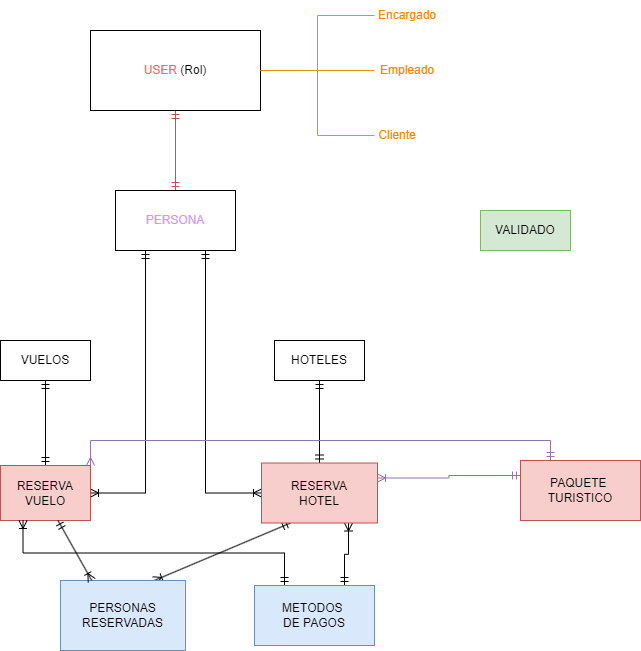 Encargado
USER (Rol)
Empleado
Cliente
PERSONA
VALIDADO
VUELOS
HOTELES
RESERVA
VUELO
RESERVA
HOTEL
PAQUETE
TURISTICO
PERSONAS
RESERVADAS
METODOS
DE PAGOS